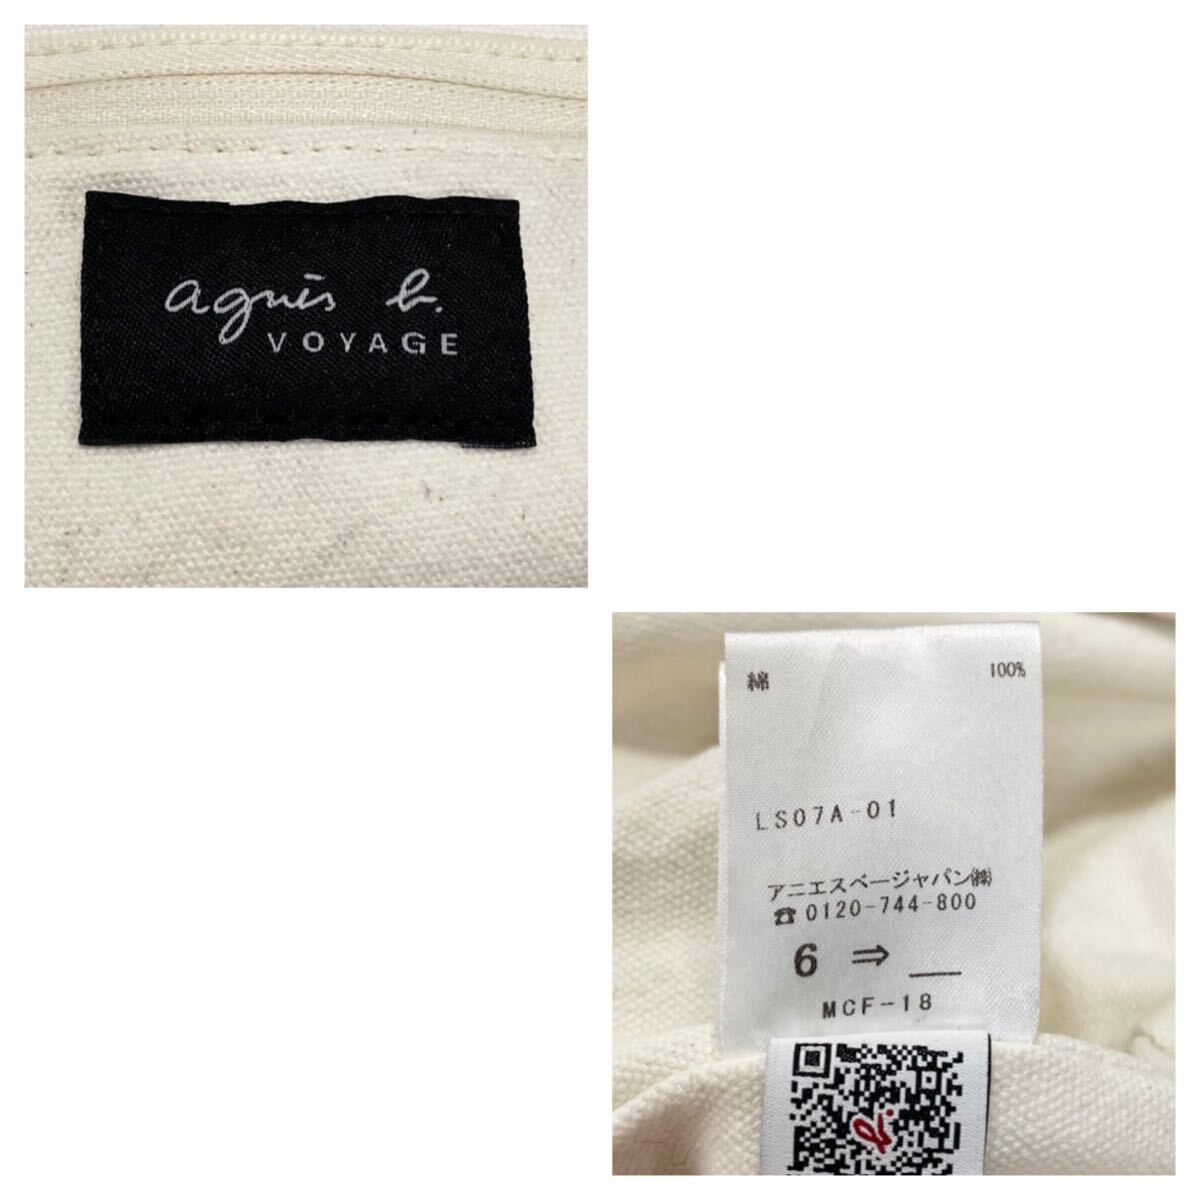 agnès b.
VOYAGE
綿 100%
LS07A-01
アニエスベージャパン㈱
☎0120-744-800
6 ⇒ __
MCF-18
b.